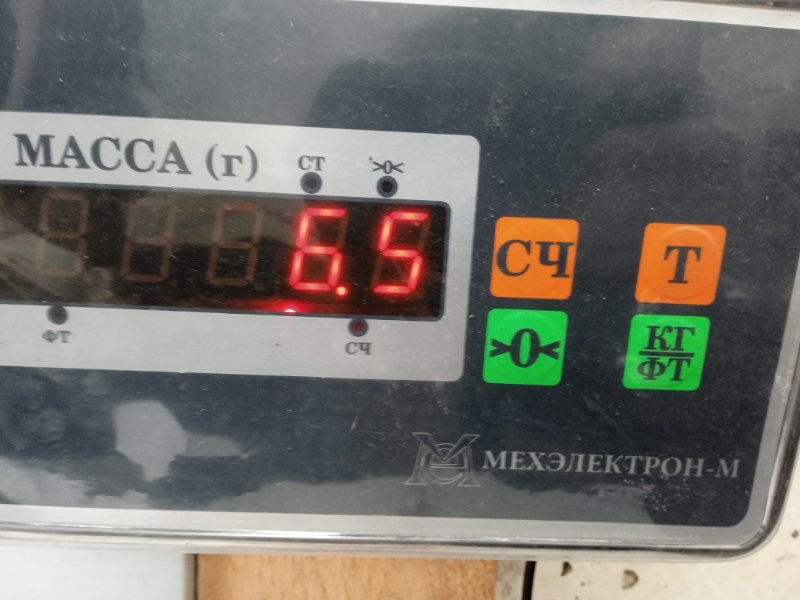 МАССА (г)
СТ
>0<
6.5
ФТ
СЧ
СЧ
Т
>0<
КГ
ФТ
МЕХЭЛЕКТРОН-М